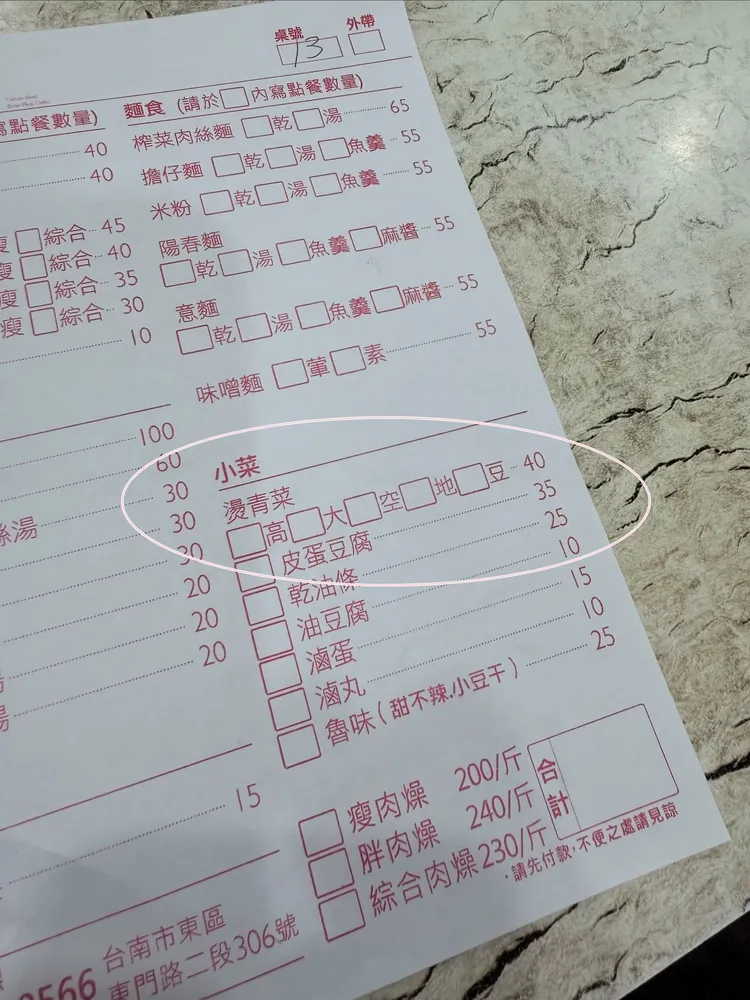 桌號 外帶
13
寫點餐數量)
40
40
瘦 □綜合 45
瘦 □綜合 40
瘦 □綜合 35
瘦 □綜合 30
10
100
60
30
絲湯 30
30
20
20
湯 20
15
麵食 (請於□內寫點餐數量)
榨菜肉絲麵 □乾□湯 65
擔仔麵 □乾□湯□魚羹 55
米粉 □乾□湯□魚羹 55
陽春麵
□乾□湯□魚羹□麻醬 55
意麵
□乾□湯□魚羹□麻醬 55
味噌麵 □葷□素 55
小菜
燙青菜
□高□大□空□地□豆 40
□皮蛋豆腐 35
□乾油條 25
□油豆腐 10
□滷蛋 15
□滷丸 10
□魯味(甜不辣.小豆干) 25
□瘦肉燥 200/斤
□胖肉燥 240/斤
□綜合肉燥 230/斤
合計
·請先付款,不便之處請見諒
566 台南市東區
東門路二段306號